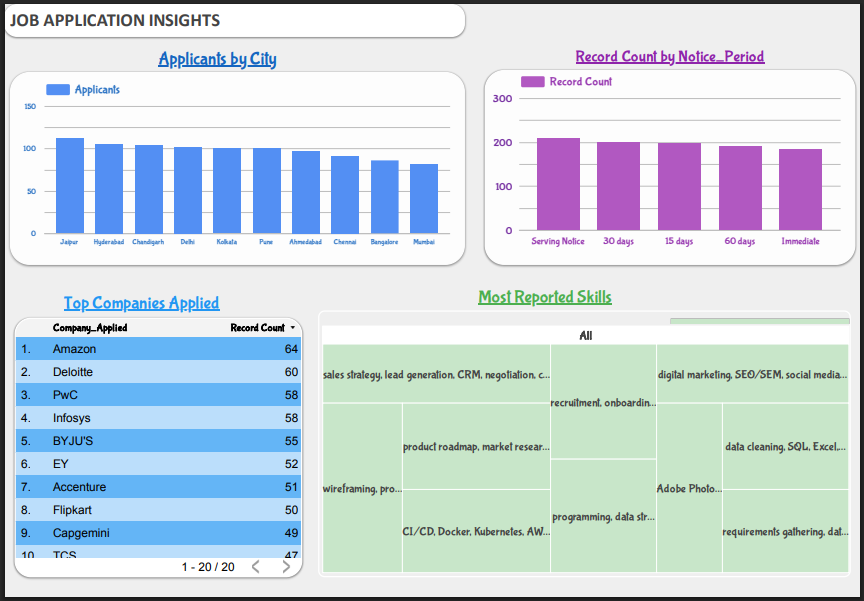 JOB APPLICATION INSIGHTS
Applicants by City
Applicants
150
100
50
0
Jaipur Hyderabad Chandigarh Delhi Kolkata Pune Ahmedabad Chennai Bangalore Mumbai
Record Count by Notice_Period
Record Count
300
200
100
0
Serving Notice 30 days 15 days 60 days Immediate
Top Companies Applied
Company_Applied Record Count
1. Amazon 64
2. Deloitte 60
3. PwC 58
4. Infosys 58
5. BYJU'S 55
6. EY 52
7. Accenture 51
8. Flipkart 50
9. Capgemini 49
10. TCS 47
1 - 20 / 20
Most Reported Skills
All
sales strategy, lead generation, CRM, negotiation, c...
recruitment, onboardin...
digital marketing, SEO/SEM, social media...
wireframing, pro...
product roadmap, market resear...
CI/CD, Docker, Kubernetes, AW...
programming, data str...
Adobe Photo...
data cleaning, SQL, Excel,...
requirements gathering, dat...